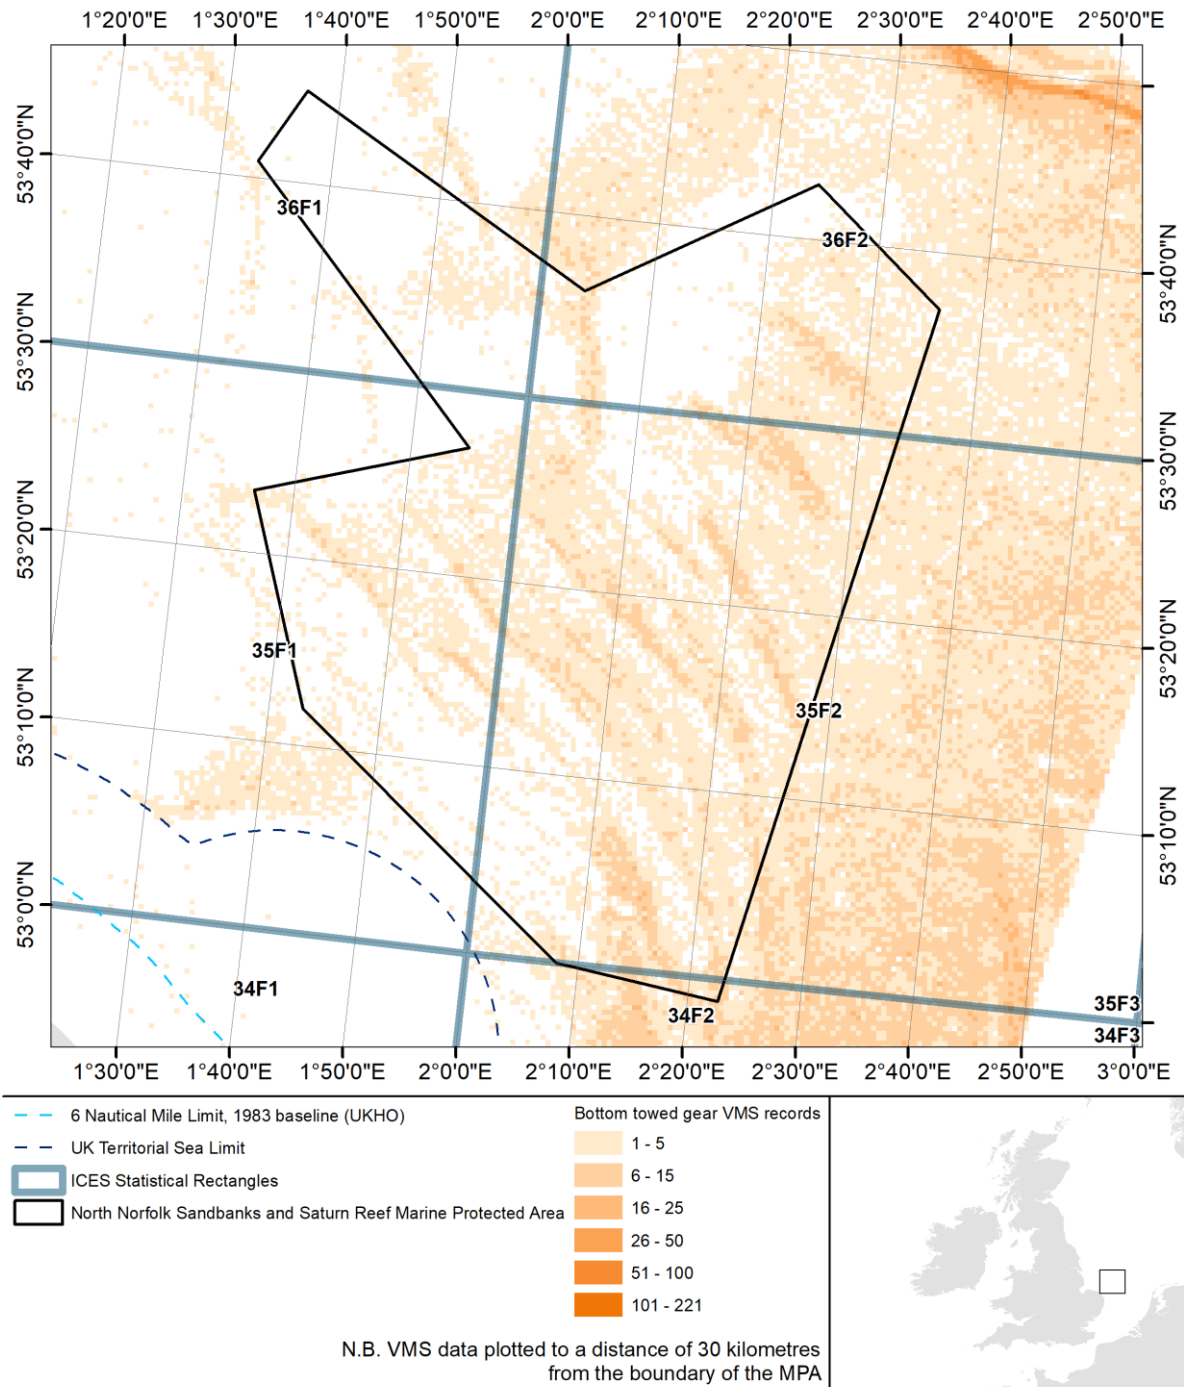 1°20'0"E 1°30'0"E 1°40'0"E 1°50'0"E 2°0'0"E 2°10'0"E 2°20'0"E 2°30'0"E 2°40'0"E 2°50'0"E
53°40'0"N
53°30'0"N
53°20'0"N
53°10'0"N
53°0'0"N
36F1
36F2
35F1
35F2
34F1
34F2
35F3
34F3
53°40'0"N
53°30'0"N
53°20'0"N
53°10'0"N
1°30'0"E 1°40'0"E 1°50'0"E 2°0'0"E 2°10'0"E 2°20'0"E 2°30'0"E 2°40'0"E 2°50'0"E 3°0'0"E
6 Nautical Mile Limit, 1983 baseline (UKHO)
UK Territorial Sea Limit
ICES Statistical Rectangles
North Norfolk Sandbanks and Saturn Reef Marine Protected Area
Bottom towed gear VMS records
1 - 5
6 - 15
16 - 25
26 - 50
51 - 100
101 - 221
N.B. VMS data plotted to a distance of 30 kilometres
from the boundary of the MPA